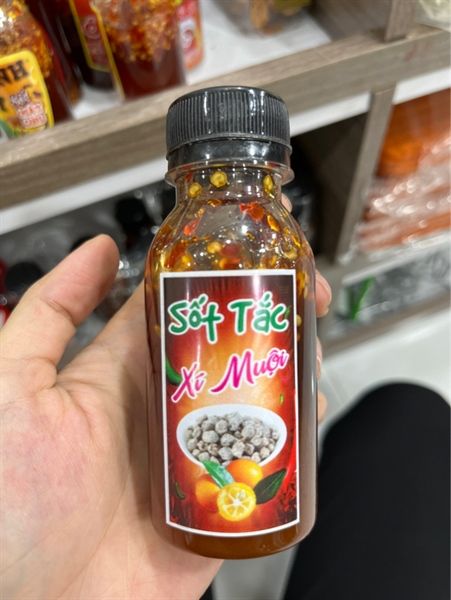 Sốt Tắc
Xí Muội